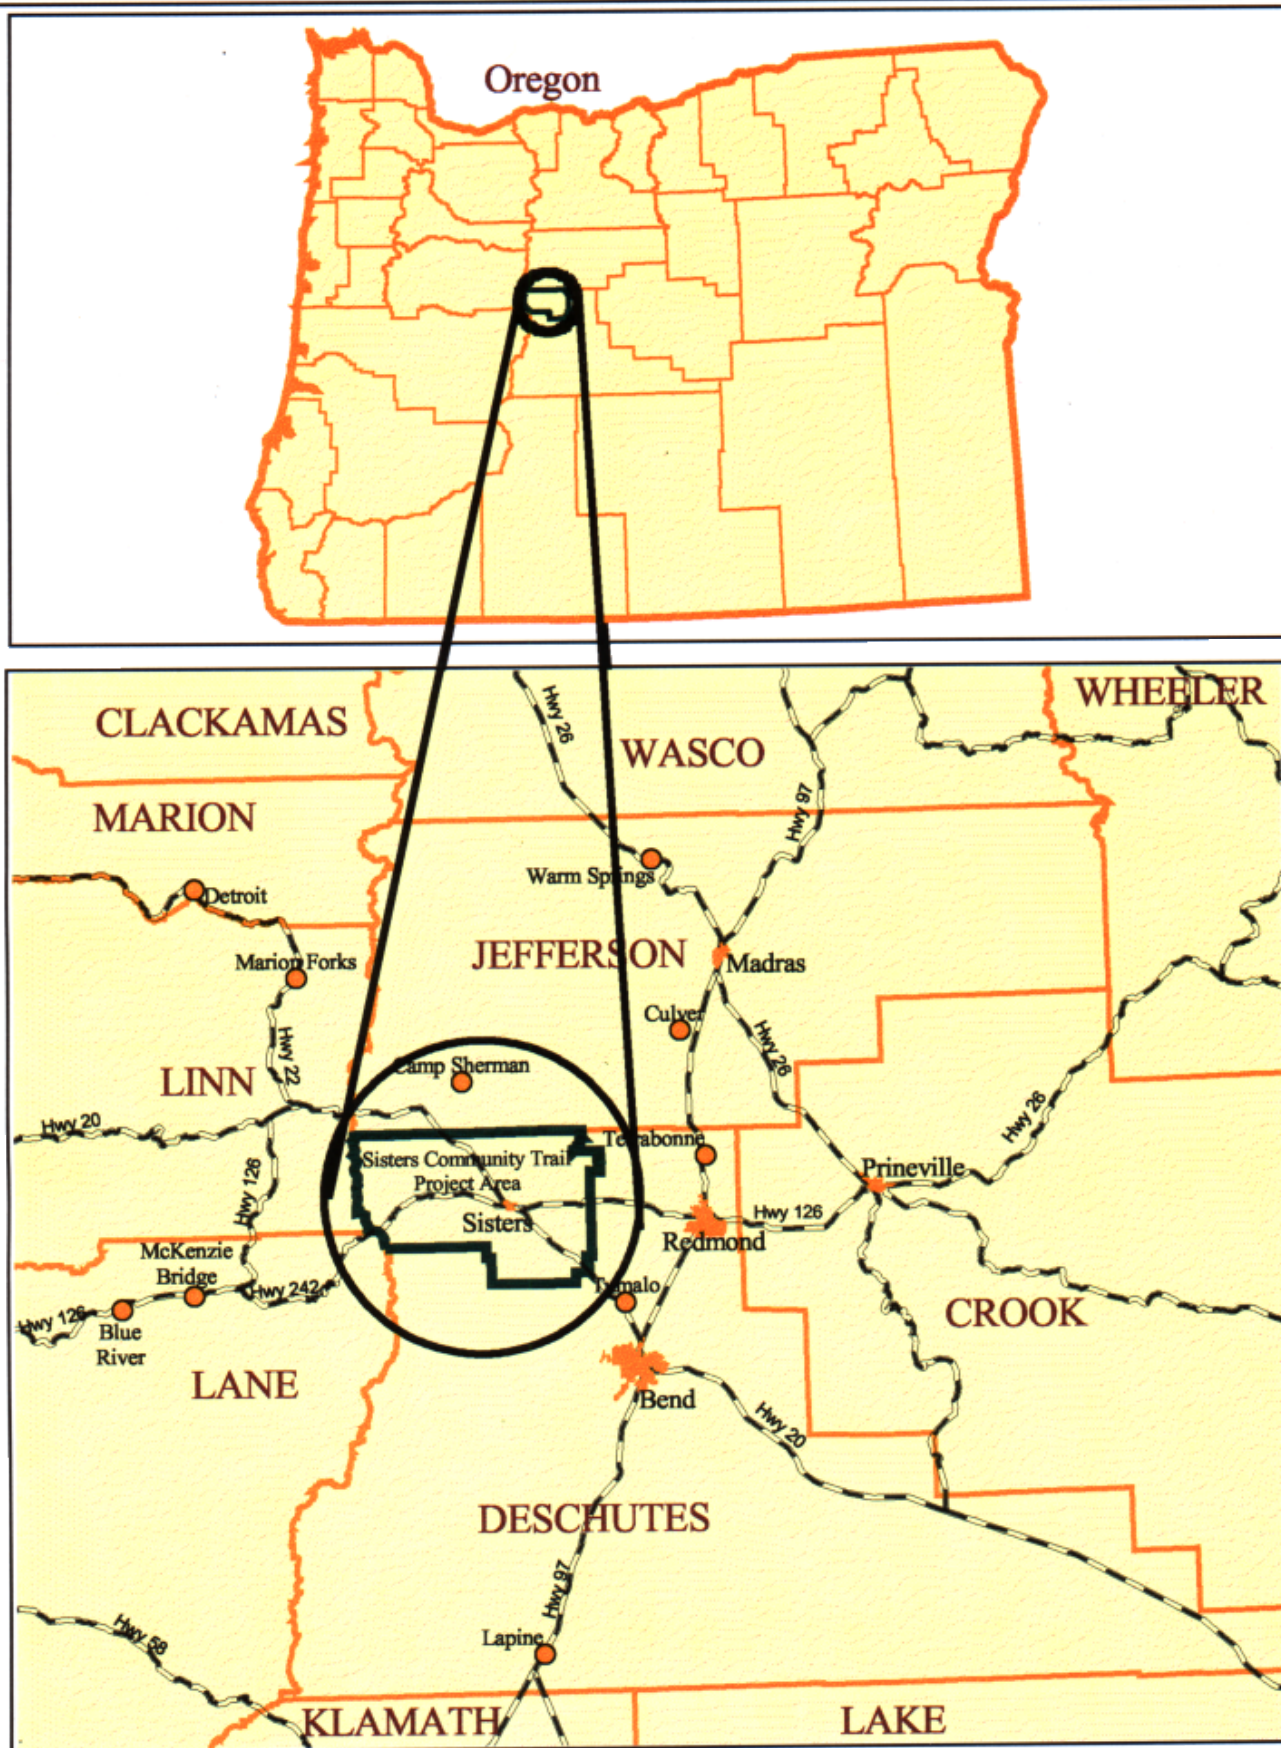 Oregon
CLACKAMAS
WHEELER
Hwy 26
WASCO
MARION
Hwy 97
Warm Springs
Detroit
JEFFERSON
Marion Forks
Madras
Culver
Hwy 22
Hwy 26
Camp Sherman
LINN
Hwy 20
Hwy 26
Terrabonne
Sisters Community Trail
Project Area
Prineville
Hwy 126
Sisters
Hwy 126
Redmond
McKenzie
Bridge
Hwy 242
Tumalo
Hwy 126
Blue
River
CROOK
LANE
Bend
Hwy 20
DESCHUTES
Hwy 97
Hwy 58
Lapine
KLAMATH
LAKE